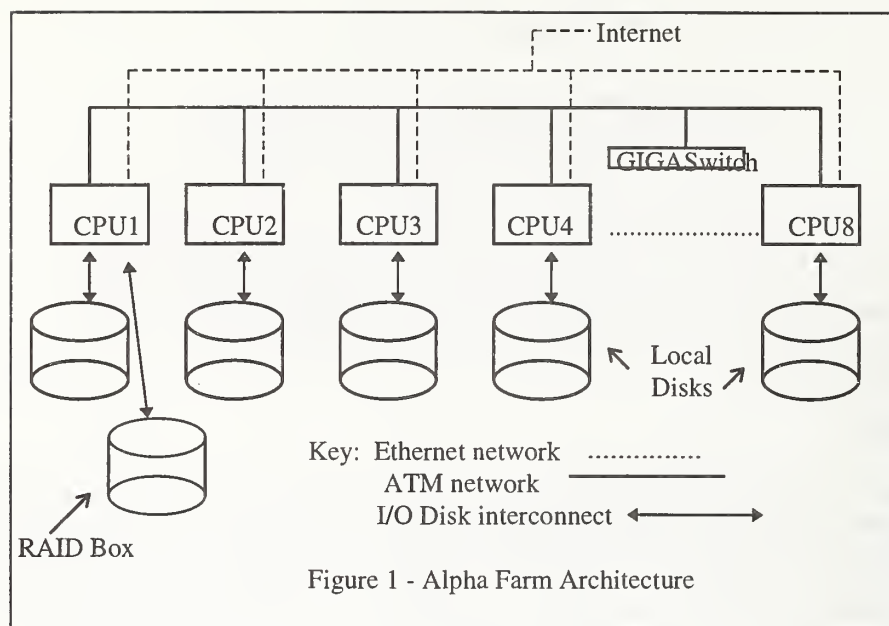 Internet
GIGASwitch
CPU1 CPU2 CPU3 CPU4 CPU8
Local
Disks
Key: Ethernet network
ATM network
I/O Disk interconnect
RAID Box
Figure 1 - Alpha Farm Architecture